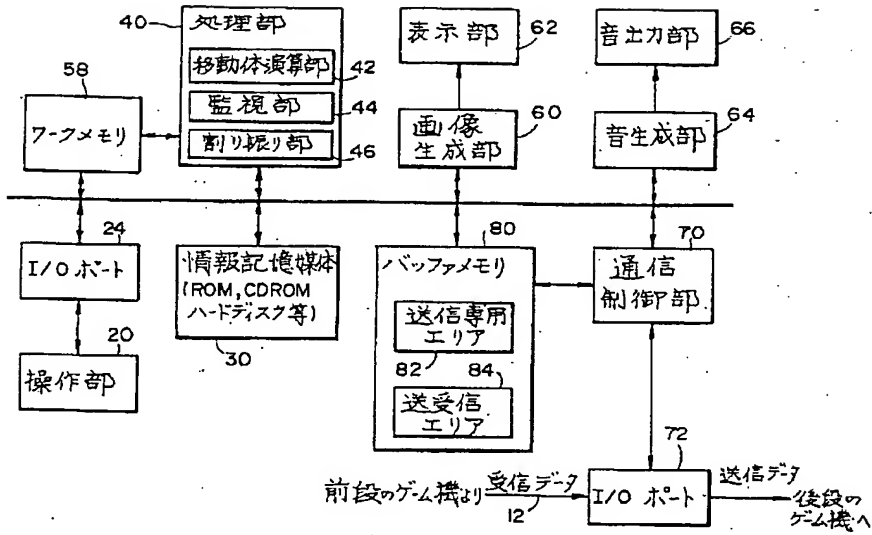 40
処理部
移動体演算部
42
監視部
44
割り振り部
46
58
ワークメモリ
表示部
62
画像
生成部
60
音出力部
66
音生成部
64
24
I/O ポート
20
操作部
情報記憶媒体
(ROM, CDROM
ハードディスク等)
30
80
バッファメモリ
送信専用
エリア
82
84
送受信
エリア
70
通信
制御部
72
前段のゲーム機より
受信データ
12
I/O ポート
送信データ
後段の
ゲーム機へ